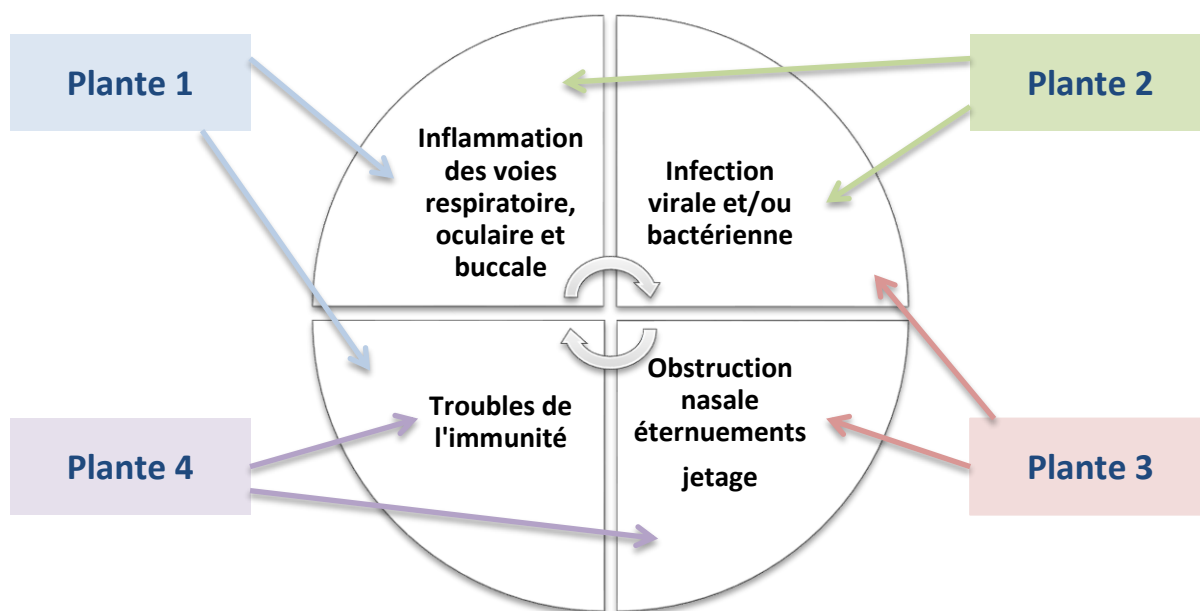 Plante 1
Plante 2
Inflammation
des voies
respiratoire,
oculaire et
buccale
Infection
virale et/ou
bactérienne
Troubles de
l'immunité
Obstruction
nasale
éternuements
jetage
Plante 4
Plante 3